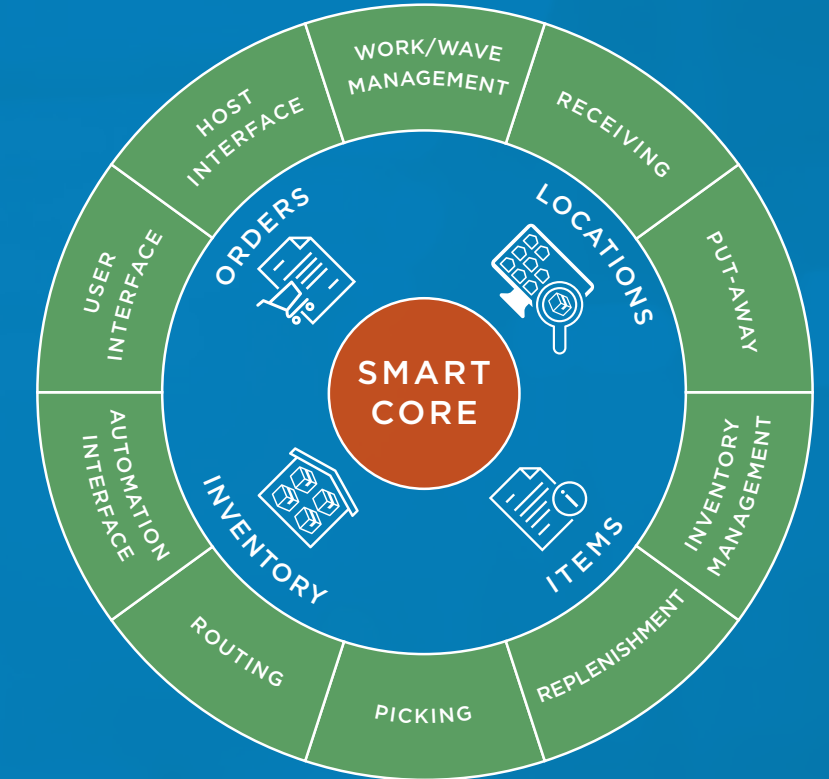 WORK/WAVE
MANAGEMENT
RECEIVING
PUT-AWAY
INVENTORY
MANAGEMENT
REPLENISHMENT
PICKING
ROUTING
AUTOMATION
INTERFACE
USER
INTERFACE
HOST
INTERFACE
ORDERS
LOCATIONS
ITEMS
INVENTORY
SMART
CORE